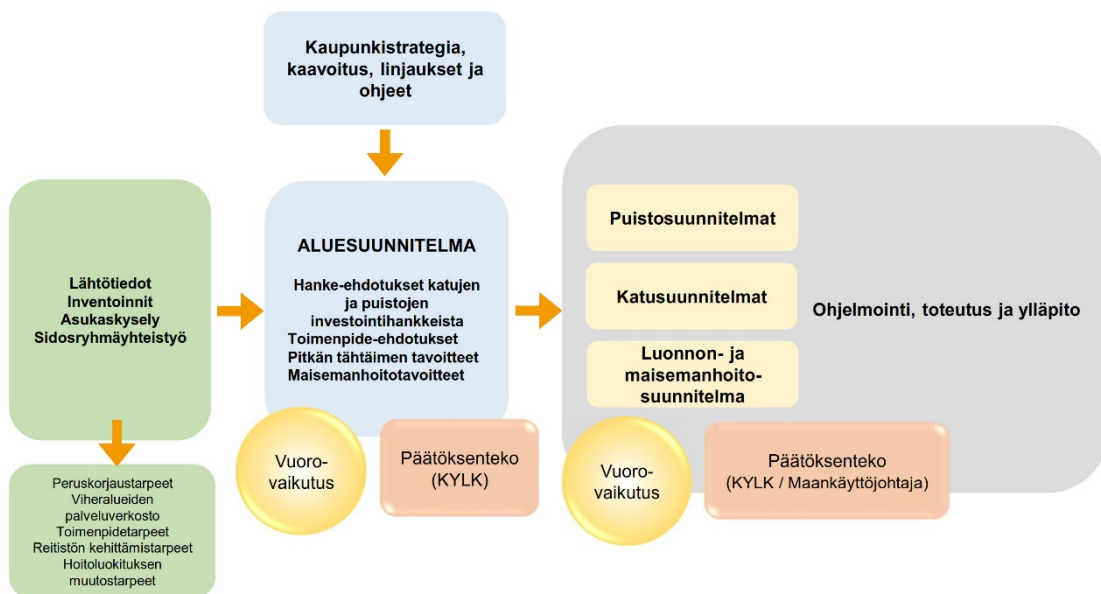 Kaupunkistrategia,
kaavoitus, linjaukset ja
ohjeet
Lähtötiedot
Inventoinnit
Asukaskysely
Sidosryhmäyhteistyö
Peruskorjaustarpeet
Viheralueiden
palveluverkosto
Toimenpidetarpeet
Reitistön kehittämistarpeet
Hoitoluokituksen
muutostarpeet
ALUESUUNNITELMA
Hanke-ehdotukset katujen
ja puistojen
investointihankkeista
Toimenpide-ehdotukset
Pitkän tähtäimen tavoitteet
Maisemanhoitotavoitteet
Vuoro-
vaikutus
Päätöksenteko
(KYLK)
Puistosuunnitelmat
Katusuunnitelmat
Luonnon- ja
maisemanhoito-
suunnitelma
Ohjelmointi, toteutus ja ylläpito
Vuoro-
vaikutus
Päätöksenteko
(KYLK / Maankäyttöjohtaja)